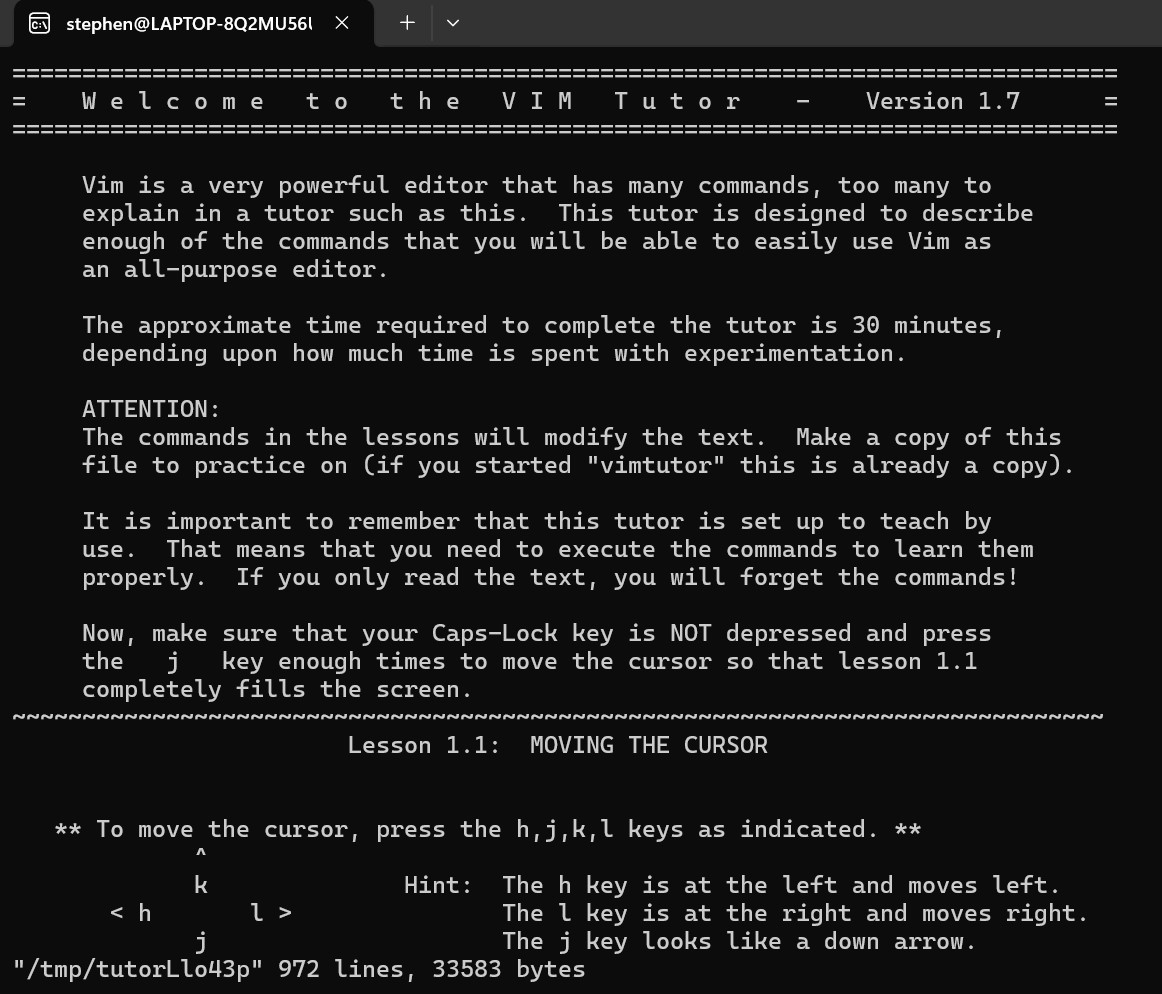 stephen@LAPTOP-8Q2MU56U
==============================================================================
=    W e l c o m e   t o   t h e   V I M   T u t o r    -    Version 1.7      =
===============================================================================
     Vim is a very powerful editor that has many commands, too many to
     explain in a tutor such as this.  This tutor is designed to describe
     enough of the commands that you will be able to easily use Vim as
     an all-purpose editor.
     The approximate time required to complete the tutor is 30 minutes,
     depending upon how much time is spent with experimentation.
     ATTENTION:
     The commands in the lessons will modify the text.  Make a copy of this
     file to practice on (if you started "vimtutor" this is already a copy).
     It is important to remember that this tutor is set up to teach by
     use.  That means that you need to execute the commands to learn them
     properly.  If you only read the text, you will forget the commands!
     Now, make sure that your Caps-Lock key is NOT depressed and press
     the   j   key enough times to move the cursor so that lesson 1.1
     completely fills the screen.
~~~~~~~~~~~~~~~~~~~~~~~~~~~~~~~~~~~~~~~~~~~~~~~~~~~~~~~~~~~~~~~~~~~~~~~~~~~~~~
                        Lesson 1.1:  MOVING THE CURSOR
   ** To move the cursor, press the h,j,k,l keys as indicated. **
             ^
             k              Hint:  The h key is at the left and moves left.
       < h       l >               The l key is at the right and moves right.
             j                     The j key looks like a down arrow.
"/tmp/tutorLlo43p" 972 lines, 33583 bytes